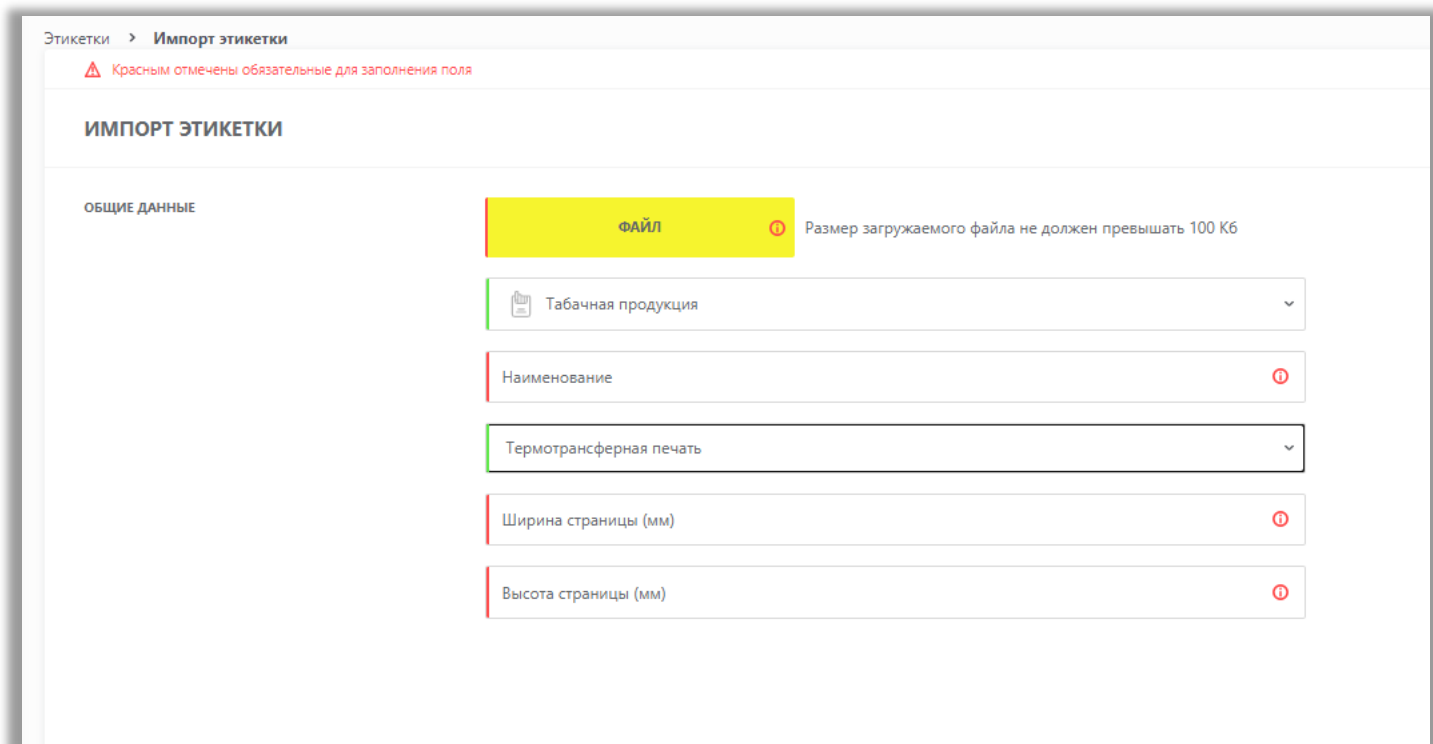 Этикетки > Импорт этикетки
Красным отмечены обязательные для заполнения поля
ИМПОРТ ЭТИКЕТКИ
ОБЩИЕ ДАННЫЕ
ФАЙЛ
Размер загружаемого файла не должен превышать 100 Кб
Табачная продукция
Наименование
Термотрансферная печать
Ширина страницы (мм)
Высота страницы (мм)